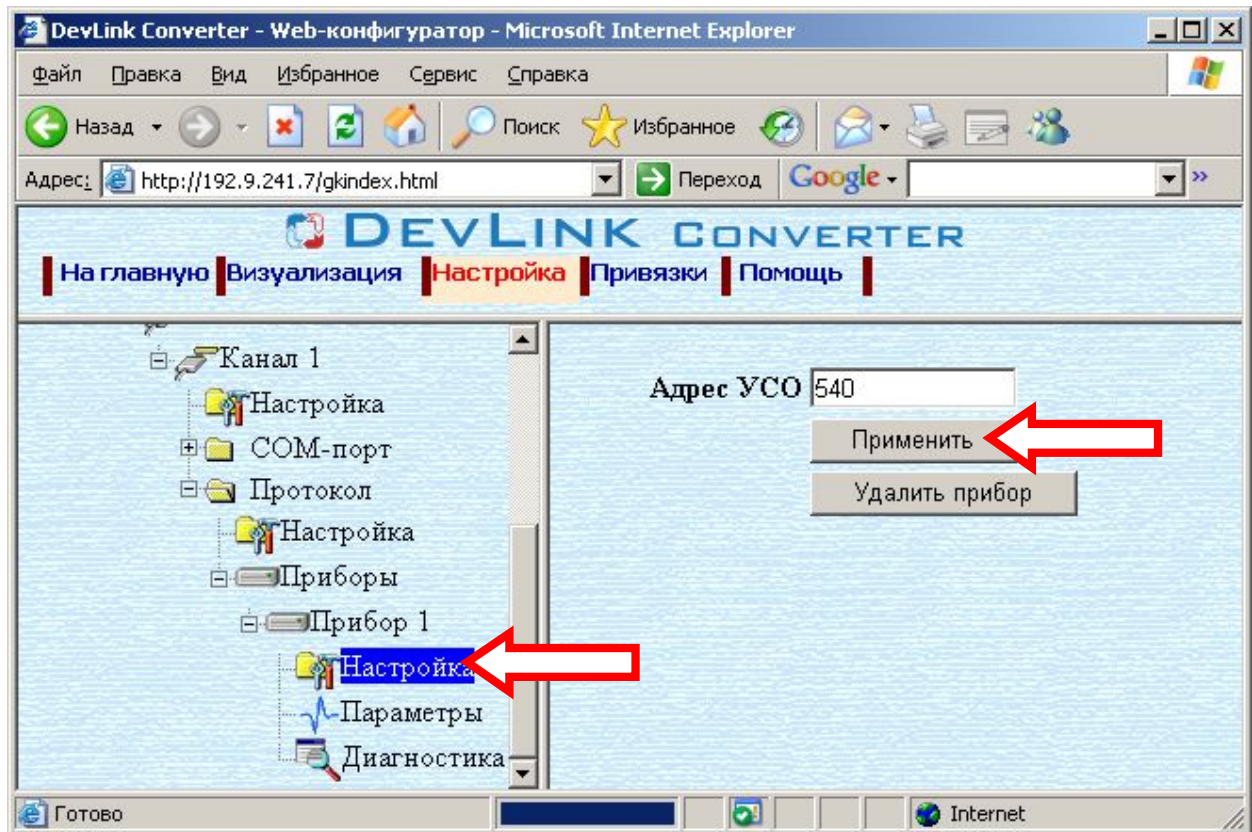 DevLink Converter - Web-конфигуратор - Microsoft Internet Explorer
Файл Правка Вид Избранное Сервис Справка
Назад Поиск Избранное
Адрес: http://192.9.241.7/gkindex.html Переход Google »
DEVLINK CONVERTER
На главную Визуализация Настройка Привязки Помощь
Канал 1
Настройка
COM-порт
Протокол
Настройка
Приборы
Прибор 1
Настройка
Параметры
Диагностика
Адрес УСО 540
Применить
Удалить прибор
Готово Internet